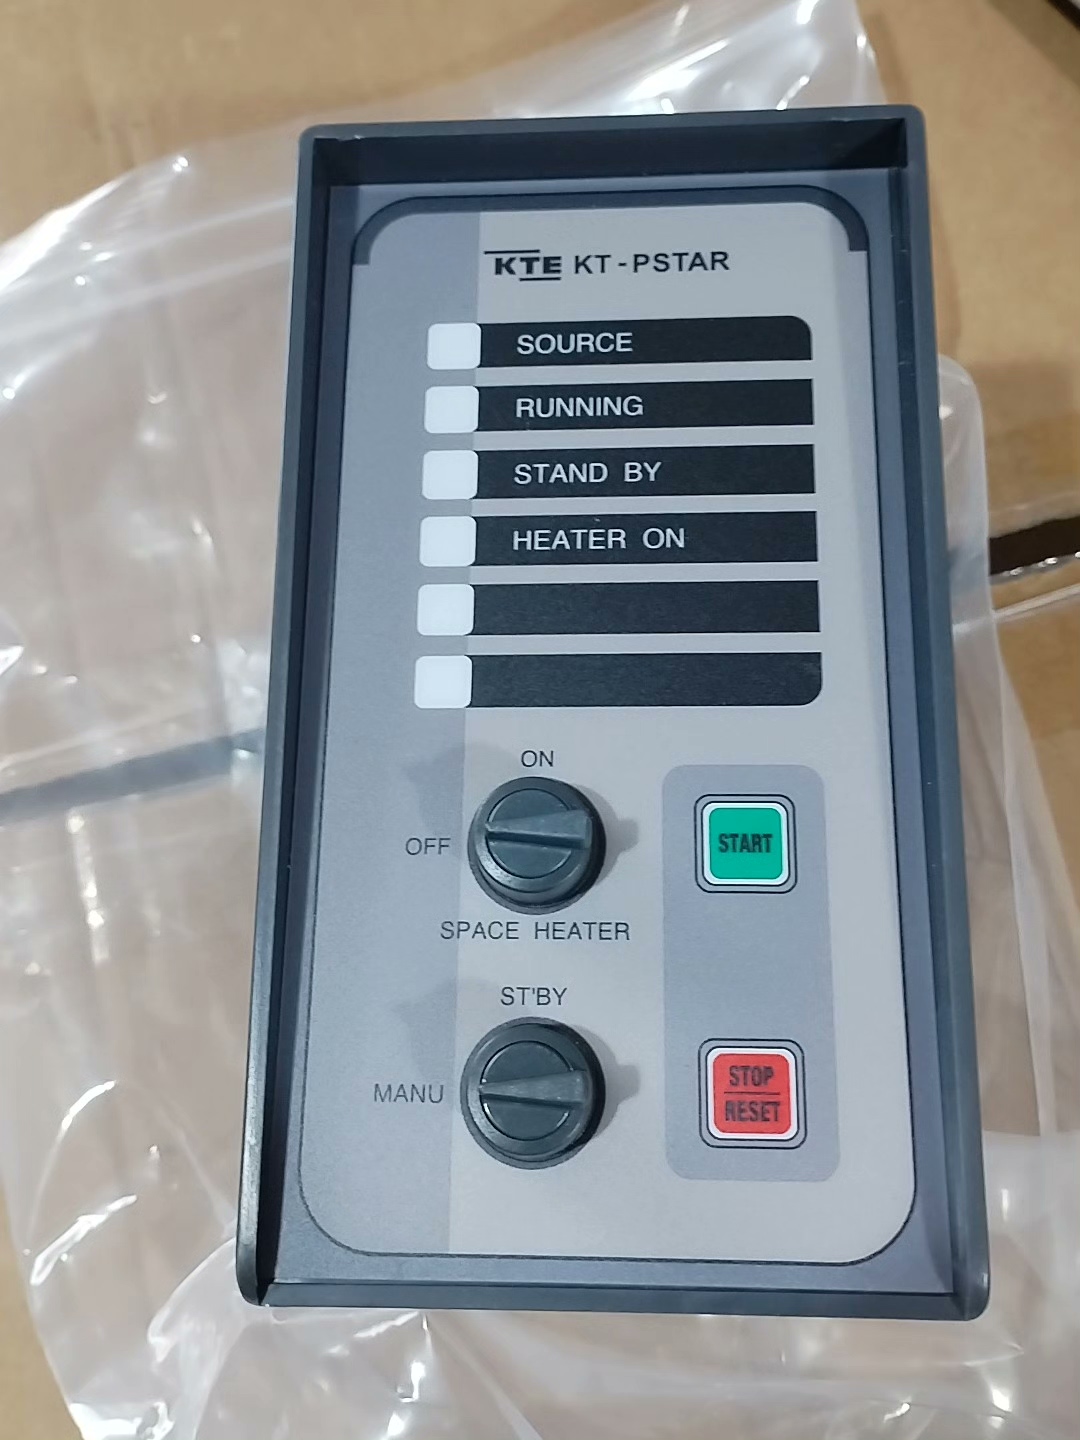 KTE KT-PSTAR
SOURCE
RUNNING
STAND BY
HEATER ON
ON
OFF
SPACE HEATER
START
ST'BY
MANU
STOP
RESET